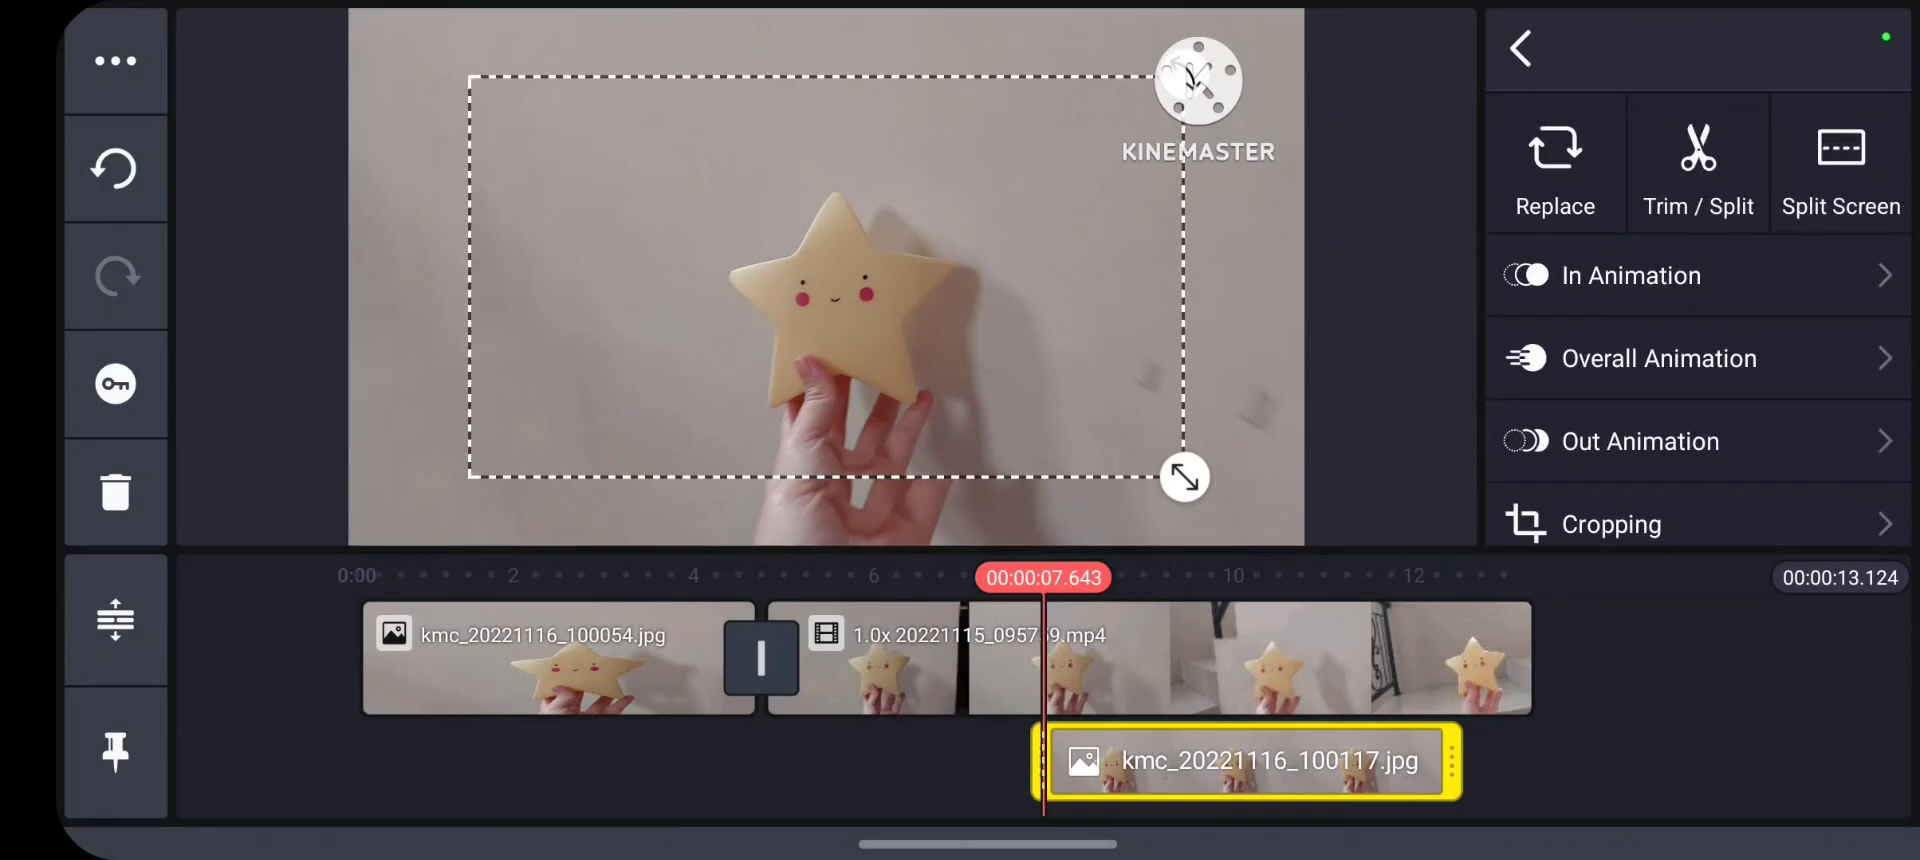 KINEMASTER
Replace
Trim / Split
Split Screen
In Animation
Overall Animation
Out Animation
Cropping
0:00
2
4
6
00:00:07.643
10
12
00:00:13.124
kmc_20221116_100054.jpg
1.0x 20221115_0957 9.mp4
kmc_20221116_100117.jpg